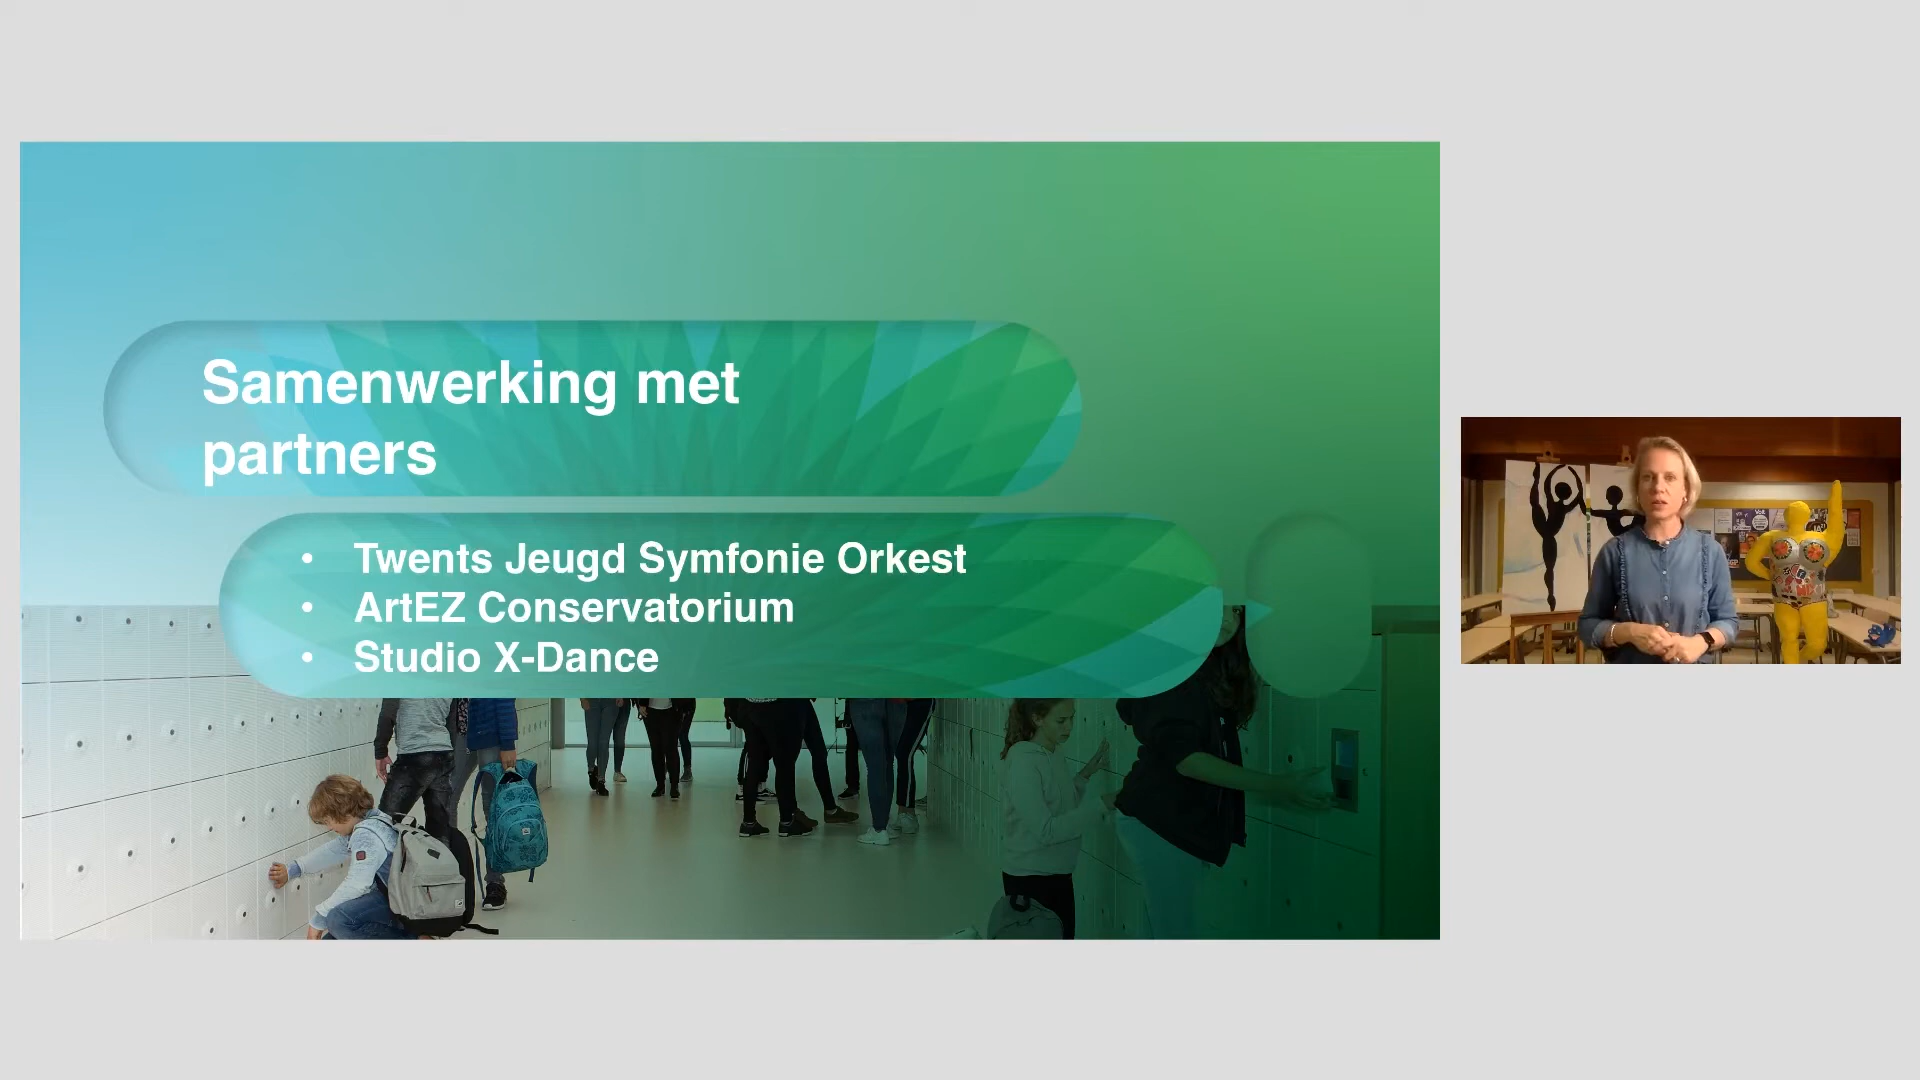 Samenwerking met
partners
• Twents Jeugd Symfonie Orkest
• ArtEZ Conservatorium
• Studio X-Dance